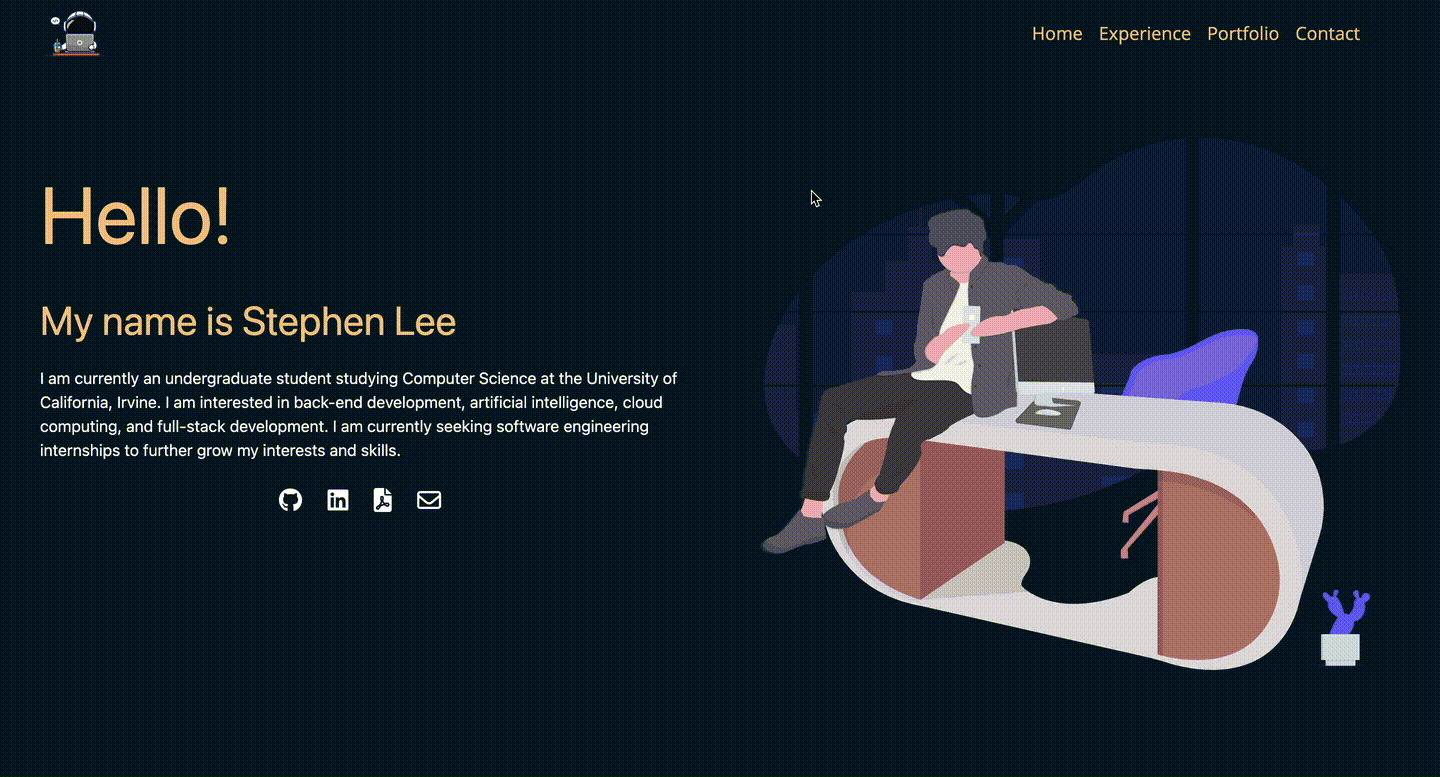 Home Experience Portfolio Contact
Hello!
My name is Stephen Lee
I am currently an undergraduate student studying Computer Science at the University of
California, Irvine. I am interested in back-end development, artificial intelligence, cloud
computing, and full-stack development. I am currently seeking software engineering
internships to further grow my interests and skills.
in